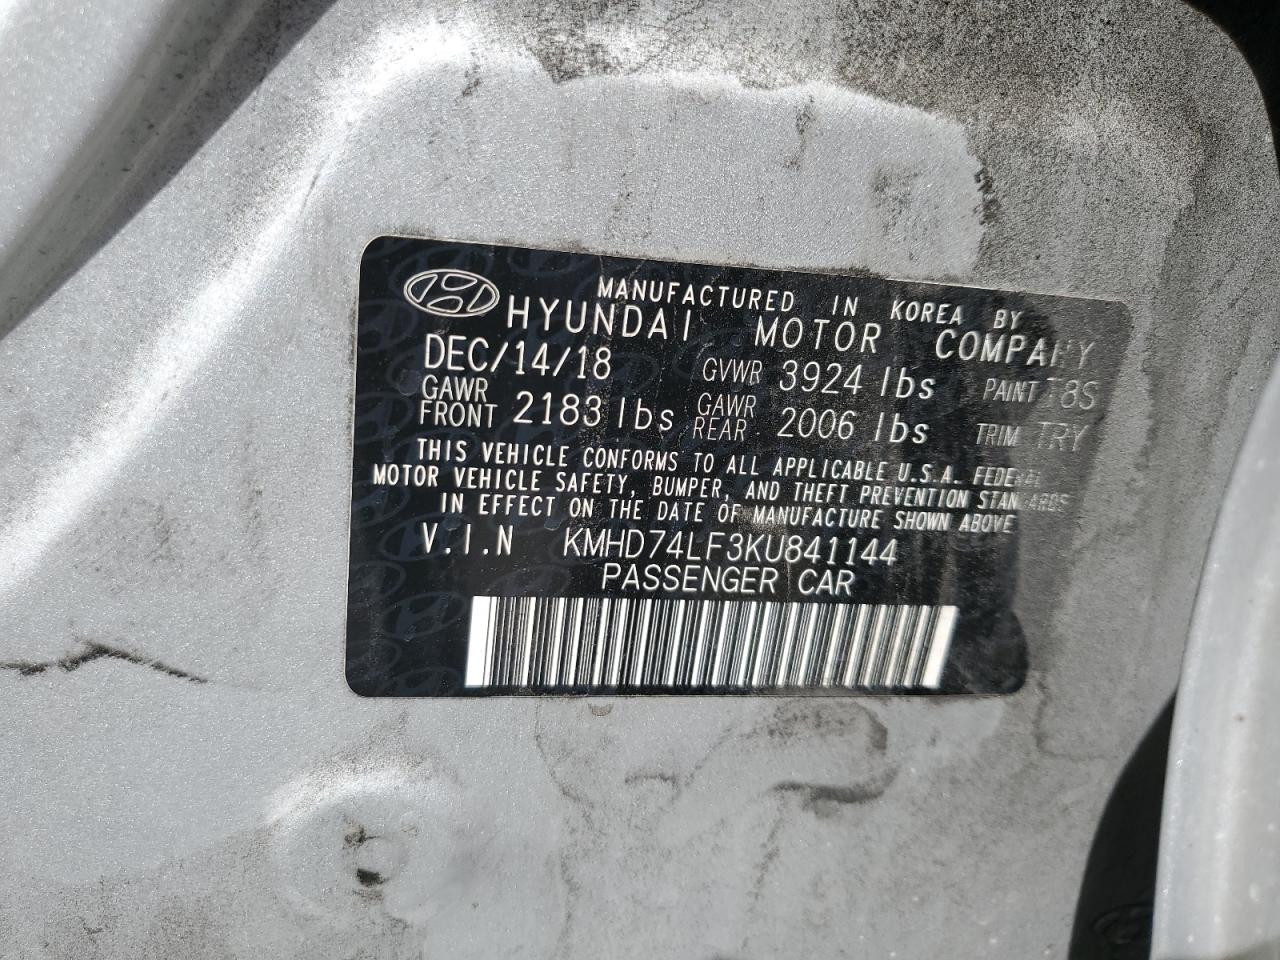 MANUFACTURED IN KOREA BY
HYUNDAI MOTOR COMPANY
DEC/14/18 GVWR 3924 lbs PAINT T8S
GAWR FRONT 2183 lbs GAWR REAR 2006 lbs TRIM TRY
THIS VEHICLE CONFORMS TO ALL APPLICABLE U.S.A. FEDERAL
MOTOR VEHICLE SAFETY, BUMPER, AND THEFT PREVENTION STANDARDS
IN EFFECT ON THE DATE OF MANUFACTURE SHOWN ABOVE
V.I.N KMHD74LF3KU841144
PASSENGER CAR